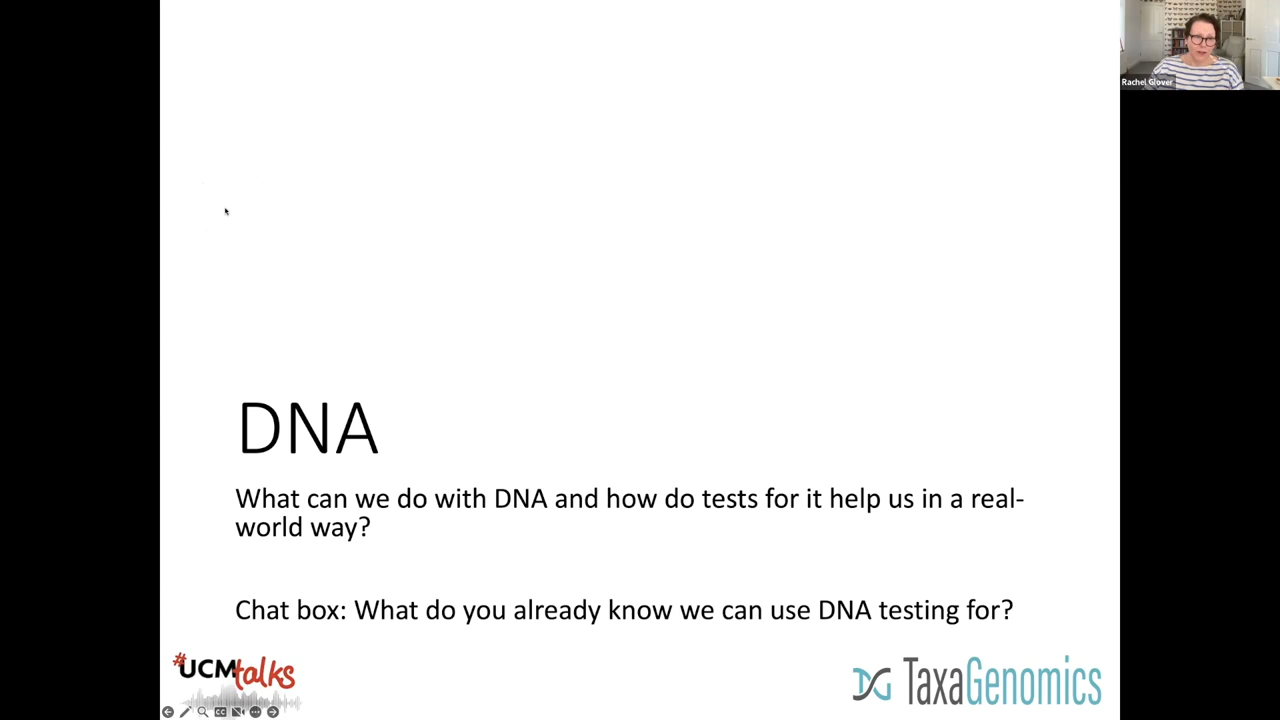 Rachel Glover
DNA
What can we do with DNA and how do tests for it help us in a real-
world way?
Chat box: What do you already know we can use DNA testing for?
#UCMtalks
TaxaGenomics
CC